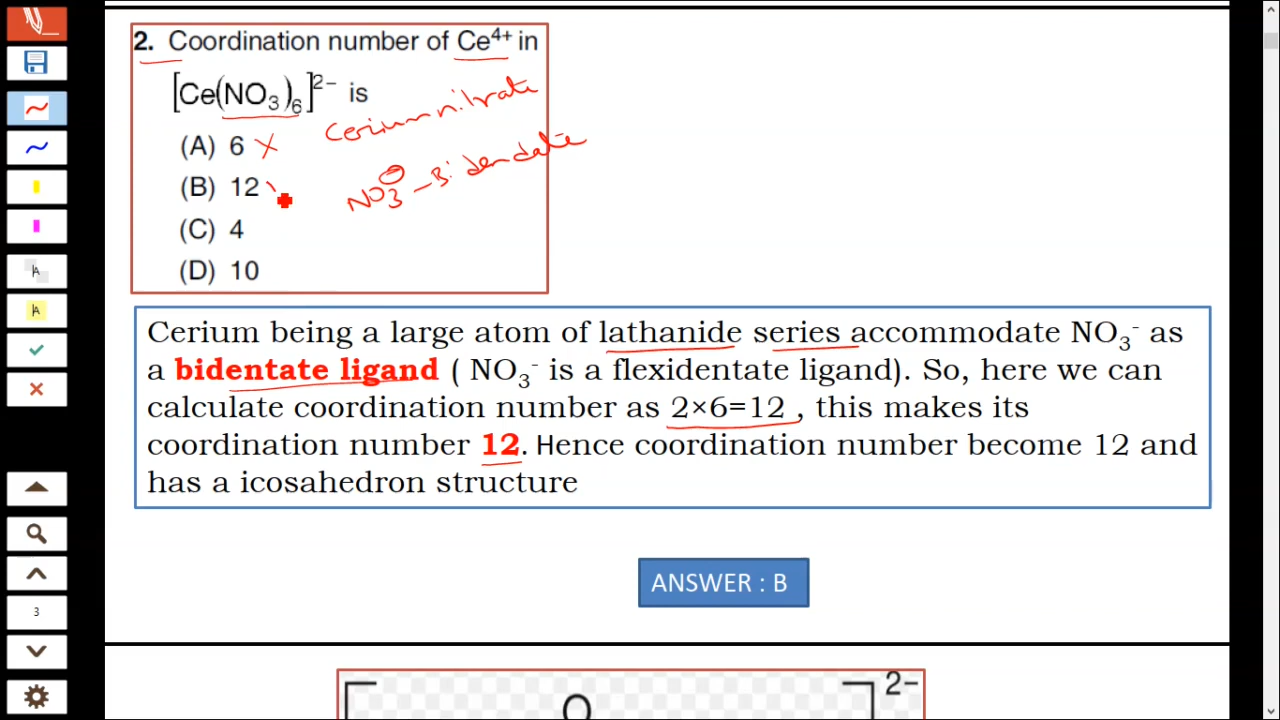 2. Coordination number of Ce⁴⁺ in
[Ce(NO₃)₆]²⁻ is
Cerium nitrate
(A) 6 ×
NO₃⊖ – Bidendate
(B) 12
(C) 4
(D) 10
Cerium being a large atom of lathanide series accommodate NO₃⁻ as
a bidentate ligand ( NO₃⁻ is a flexidentate ligand). So, here we can
calculate coordination number as 2×6=12 , this makes its
coordination number 12. Hence coordination number become 12 and
has a icosahedron structure
ANSWER : B
3
2−
O